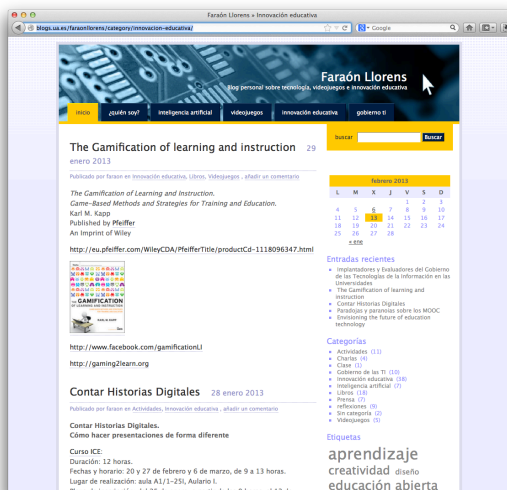 Faraón Llorens » Innovación educativa
blogs.ua.es/faraonllorens/category/innovacion-educativa/
Google
Faraón Llorens
Blog personal sobre tecnología, videojuegos e innovación educativa
inicio
¿quién soy?
inteligencia artificial
videojuegos
innovación educativa
gobierno ti
The Gamification of learning and instruction 29
enero 2013
Publicado por faraon en Innovación educativa, Libros, Videojuegos , añadir un comentario
The Gamification of Learning and Instruction.
Game-Based Methods and Strategies for Training and Education.
Karl M. Kapp
Published by Pfeiffer
An Imprint of Wiley
http://eu.pfeiffer.com/WileyCDA/PfeifferTitle/productCd-1118096347.html
THE GAMIFICATION
OF LEARNING AND INSTRUCTION
KARL M. KAPP
http://www.facebook.com/gamificationLI
http://gaming2learn.org
Contar Historias Digitales 28 enero 2013
Publicado por faraon en Actividades, Innovación educativa , añadir un comentario
Contar Historias Digitales.
Cómo hacer presentaciones de forma diferente
Curso ICE:
Duración: 12 horas.
Fechas y horario: 20 y 27 de febrero y 6 de marzo, de 9 a 13 horas.
Lugar de realización: aula A1/1-25I, Aulario I.
buscar
Buscar
febrero 2013
L M X J V S D
1 2 3
4 5 6 7 8 9 10
11 12 13 14 15 16 17
18 19 20 21 22 23 24
25 26 27 28
« ene
Entradas recientes
Implantadores y Evaluadores del Gobierno
de las Tecnologías de la Información en las
Universidades
The Gamification of learning and
instruction
Contar Historias Digitales
Paradojas y paranoias sobre los MOOC
Envisioning the future of education
technology
Categorías
Actividades (11)
Charlas (4)
Clase (1)
Gobierno de las TI (10)
Innovación educativa (38)
Inteligencia artificial (7)
Libros (18)
Prensa (7)
reflexiones (9)
Sin categoría (2)
Videojuegos (5)
Etiquetas
aprendizaje
creatividad diseño
educación abierta